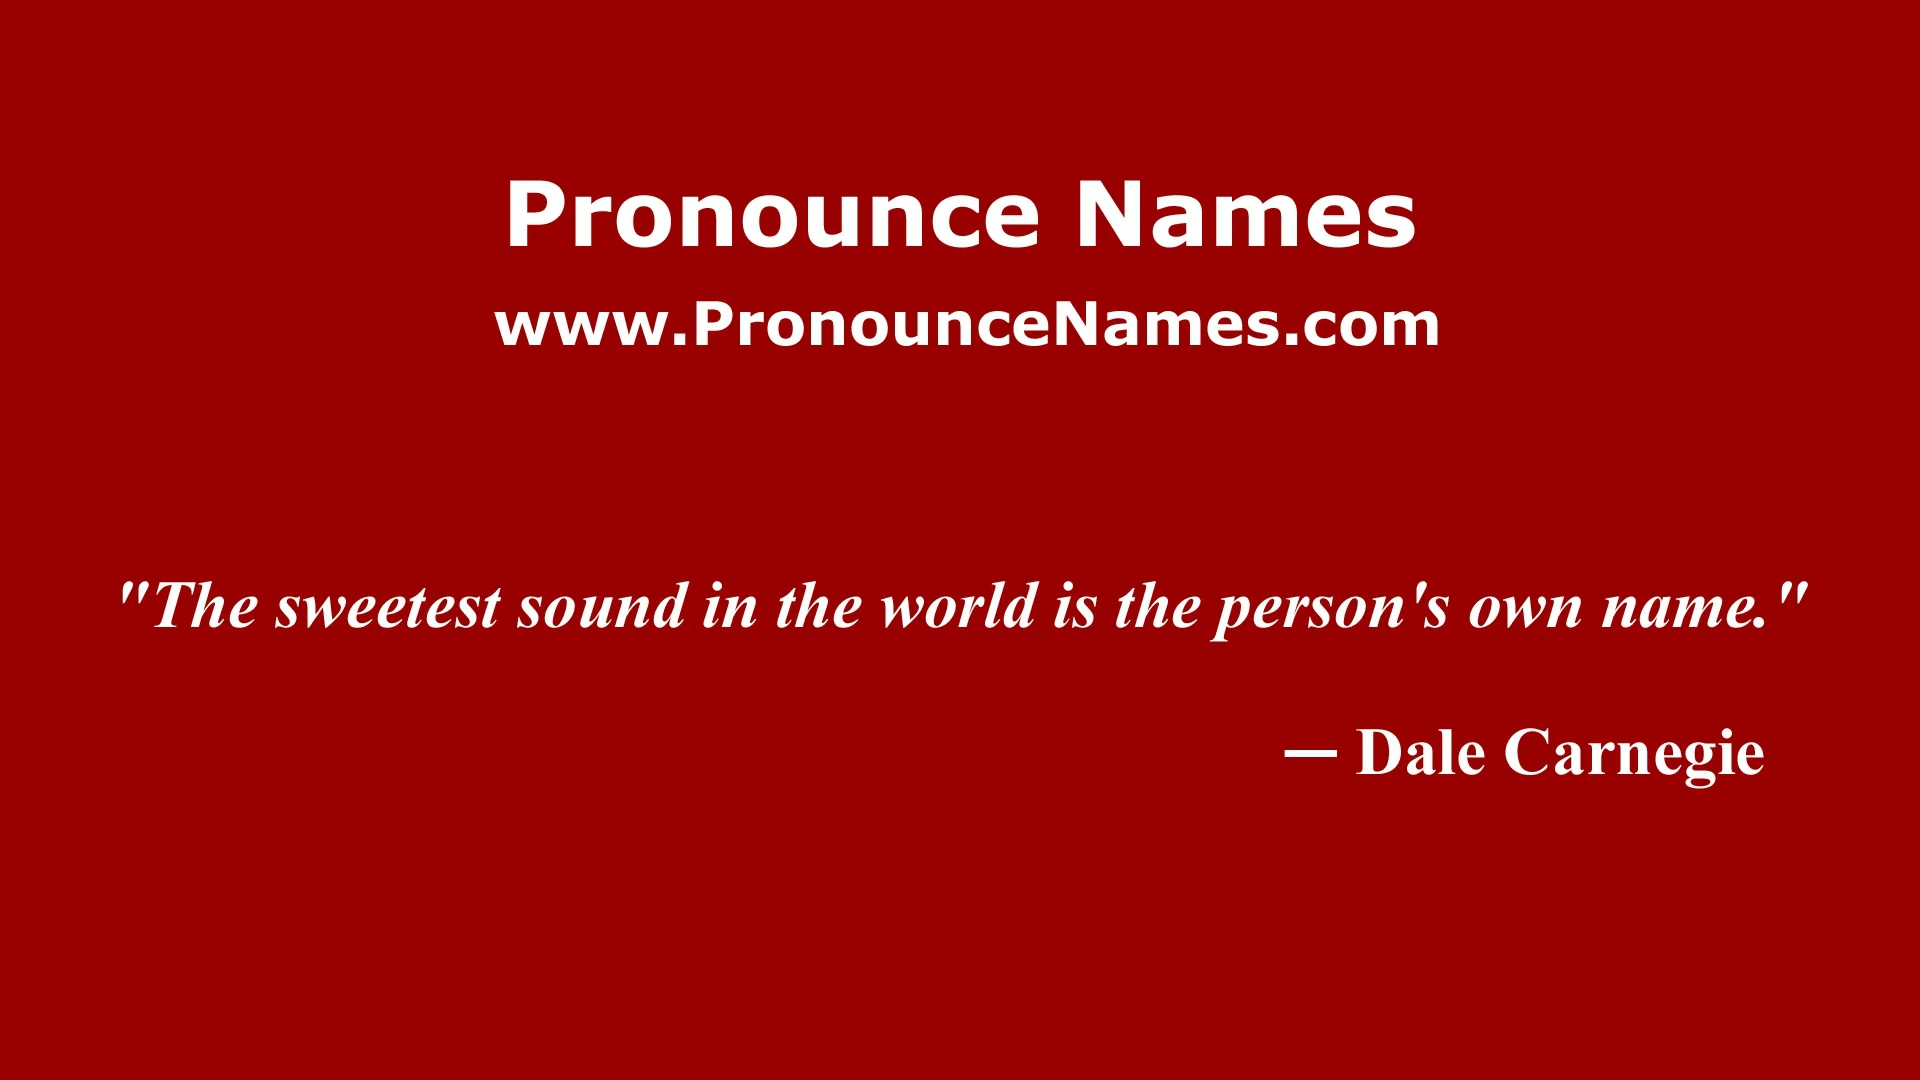 Pronounce Names
www.PronounceNames.com
"The sweetest sound in the world is the person's own name."
— Dale Carnegie